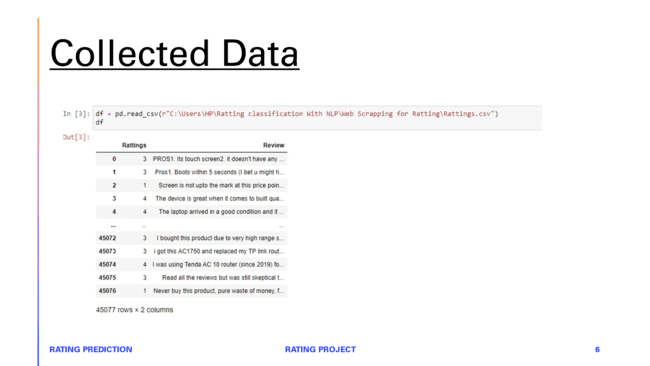 Collected Data
In [3]: df = pd.read_csv(r"C:\Users\HP\Ratting classification With NLP\Web Scrapping for Ratting\Rattings.csv")
df
Out[3]:
Rattings Review
0 3 PROS1. Its touch screen2. it doesn't have any ...
1 3 Pros1. Boots within 5 seconds (I bet u might h...
2 1 Screen is not upto the mark at this price poin...
3 4 The device is great when it comes to built qua...
4 4 The laptop arrived in a good condition and it ...
... ... ...
45072 3 I bought this product due to very high range s...
45073 3 i got this AC1750 and replaced my TP link rout...
45074 4 I was using Tenda AC 10 router (since 2019) fo...
45075 3 Read all the reviews but was still skeptical t...
45076 1 Never buy this product, pure waste of money, f...
45077 rows × 2 columns
RATING PREDICTION RATING PROJECT 6